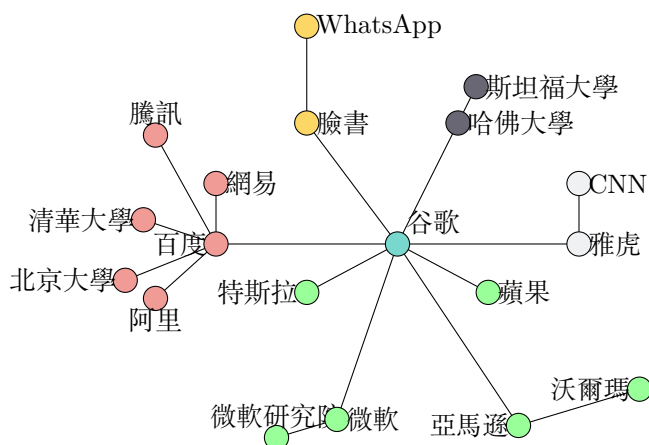 WhatsApp
斯坦福大學
騰訊
臉書
哈佛大學
網易
CNN
清華大學
谷歌
百度
雅虎
北京大學
特斯拉
蘋果
阿里
沃爾瑪
微軟研究院
微軟
亞馬遜